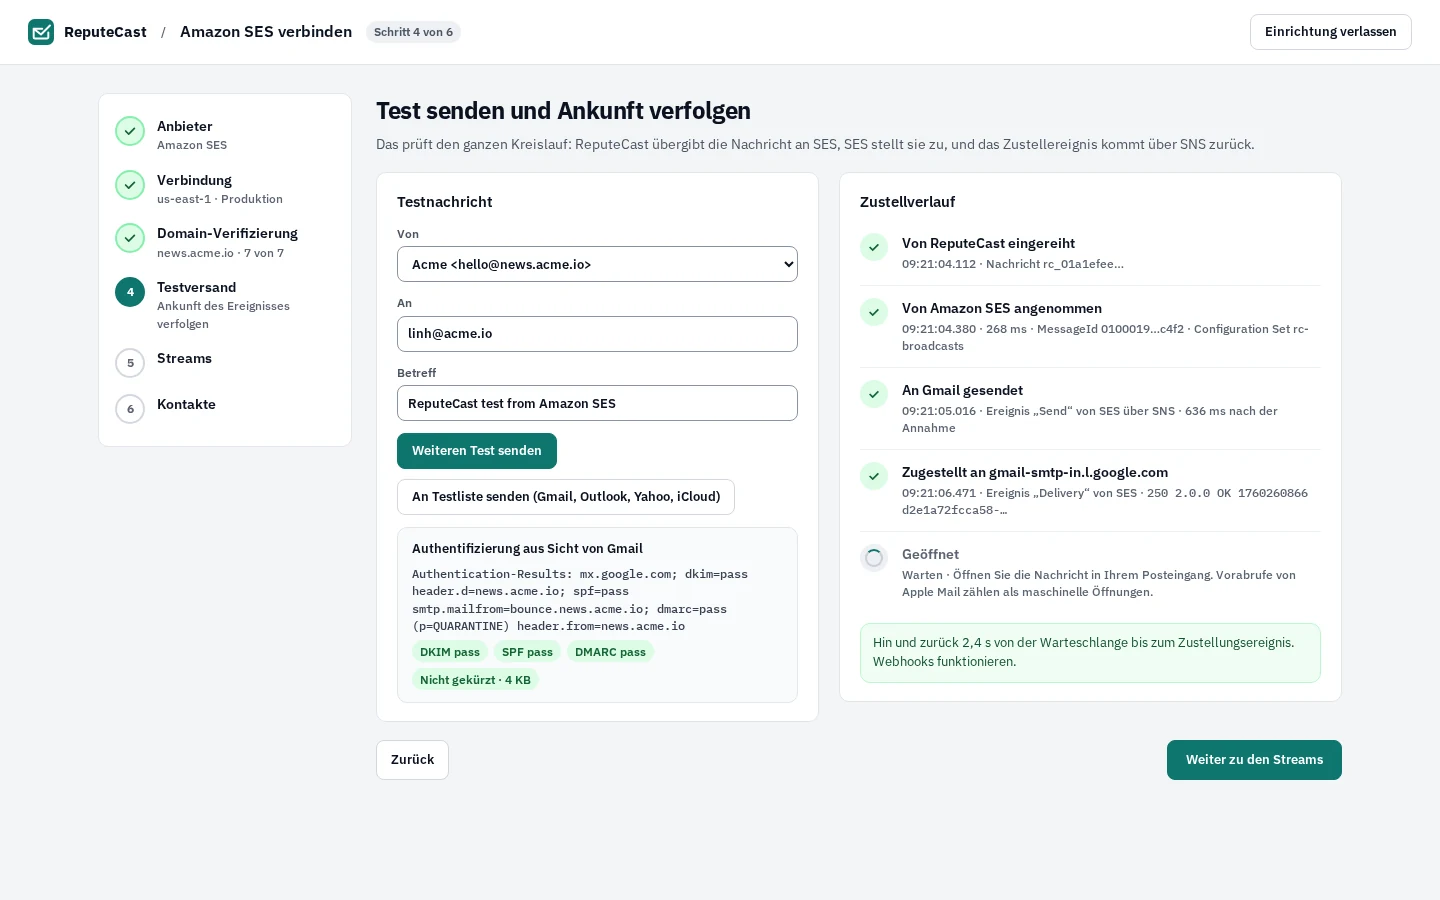 ReputeCast / Amazon SES verbinden Schritt 4 von 6
Einrichtung verlassen
Anbieter
Amazon SES
Verbindung
us-east-1 · Produktion
Domain-Verifizierung
news.acme.io · 7 von 7
4 Testversand
Ankunft des Ereignisses
verfolgen
5 Streams
6 Kontakte
Test senden und Ankunft verfolgen
Das prüft den ganzen Kreislauf: ReputeCast übergibt die Nachricht an SES, SES stellt sie zu, und das Zustellereignis kommt über SNS zurück.
Testnachricht
Von
Acme <hello@news.acme.io>
An
linh@acme.io
Betreff
ReputeCast test from Amazon SES
Weiteren Test senden
An Testliste senden (Gmail, Outlook, Yahoo, iCloud)
Authentifizierung aus Sicht von Gmail
Authentication-Results: mx.google.com; dkim=pass
header.d=news.acme.io; spf=pass
smtp.mailfrom=bounce.news.acme.io; dmarc=pass
(p=QUARANTINE) header.from=news.acme.io
DKIM pass SPF pass DMARC pass
Nicht gekürzt · 4 KB
Zustellverlauf
Von ReputeCast eingereiht
09:21:04.112 · Nachricht rc_01a1efee…
Von Amazon SES angenommen
09:21:04.380 · 268 ms · MessageId 0100019…c4f2 · Configuration Set rc-
broadcasts
An Gmail gesendet
09:21:05.016 · Ereignis „Send“ von SES über SNS · 636 ms nach der
Annahme
Zugestellt an gmail-smtp-in.l.google.com
09:21:06.471 · Ereignis „Delivery“ von SES · 250 2.0.0 OK 1760260866
d2e1a72fcca58-…
Geöffnet
Warten · Öffnen Sie die Nachricht in Ihrem Posteingang. Vorabrufe von
Apple Mail zählen als maschinelle Öffnungen.
Hin und zurück 2,4 s von der Warteschlange bis zum Zustellungsereignis.
Webhooks funktionieren.
Zurück
Weiter zu den Streams